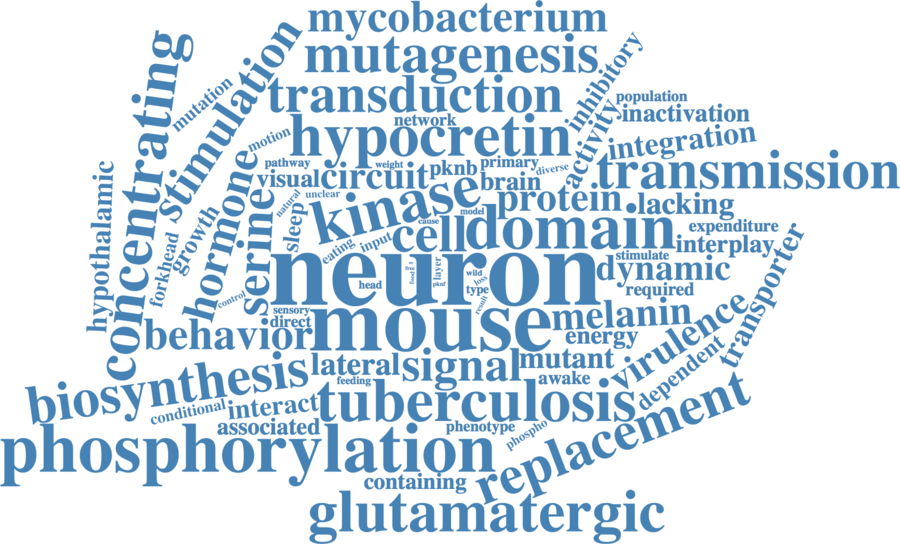 mycobacterium
mutagenesis
concentrating
stimulation
inhibitory
mutation
transduction
population
network
activity
inactivation
motion
hypocretin
integration
pathway
weight
primary
hypothalamic
hormone
visual
circuit
pknb
diverse
transmission
brain
natural
unclear
kinase
protein
lacking
growth
serine
sleep
model
cause
forkhead
cell
domain
expenditure
eating
input
interplay
stimulate
transporter
neuron
layer
wild
dynamic
head
food
pknf
type
loss
required
control
result
sensory
direct
mouse
melanin
behavior
energy
virulence
lateral
signal
mutant
biosynthesis
feeding
awake
dependent
conditional
interact
tuberculosis
associated
phenotype
phospho
replacement
phosphorylation
containing
glutamatergic